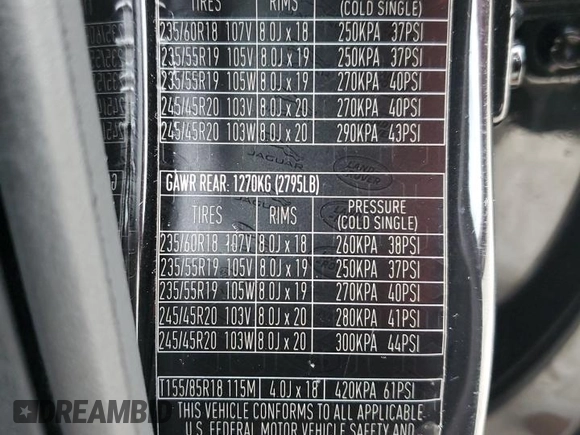 TIRES RIMS (COLD SINGLE)
235/60R18 107V 8.0J x 18 250KPA 37PSI
235/55R19 105V 8.0J x 19 250KPA 37PSI
235/55R19 105W 8.0J x 19 270KPA 40PSI
245/45R20 103V 8.0J x 20 270KPA 40PSI
245/45R20 103W 8.0J x 20 290KPA 43PSI
JAGUAR LAND ROVER
GAWR REAR: 1270KG (2795LB)
TIRES RIMS PRESSURE
(COLD SINGLE)
235/60R18 107V 8.0J x 18 260KPA 38PSI
235/55R19 105V 8.0J x 19 250KPA 37PSI
235/55R19 105W 8.0J x 19 270KPA 40PSI
245/45R20 103V 8.0J x 20 280KPA 41PSI
245/45R20 103W 8.0J x 20 300KPA 44PSI
T155/85R18 115M 4.0J x 18 420KPA 61PSI
THIS VEHICLE CONFORMS TO ALL APPLICABLE
U.S. FEDERAL MOTOR VEHICLE SAFETY AND
DREAMBID